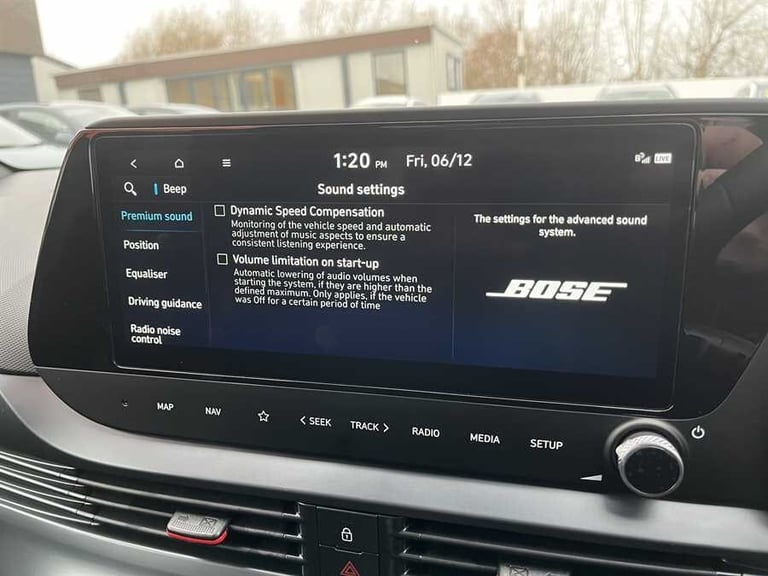 1:20 PM Fri, 06/12
LIVE
Beep
Sound settings
Premium sound
Position
Equaliser
Driving guidance
Radio noise
control
Dynamic Speed Compensation
Monitoring of the vehicle speed and automatic
adjustment of music aspects to ensure a
consistent listening experience.
Volume limitation on start-up
Automatic lowering of audio volumes when
starting the system, if they are higher than the
defined maximum. Only applies, if the vehicle
was Off for a certain period of time
The settings for the advanced sound
system.
BOSE
MAP NAV < SEEK TRACK > RADIO MEDIA SETUP